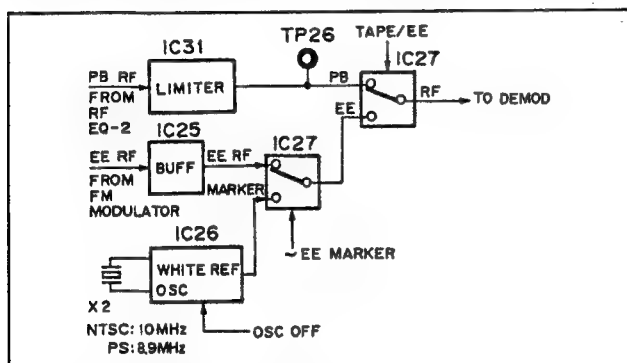 TAPE/EE
TP26
IC31
IC27
PB RF
FROM
RF
EQ-2
LIMITER
PB
RF
TO DEMOD
EE
IC25
EE RF
FROM
FM
MODULATOR
BUFF
EE RF
MARKER
IC27
~EE MARKER
IC26
WHITE REF
OSC
X2
NTSC: 10MHz
PS: 8.9MHz
OSC OFF